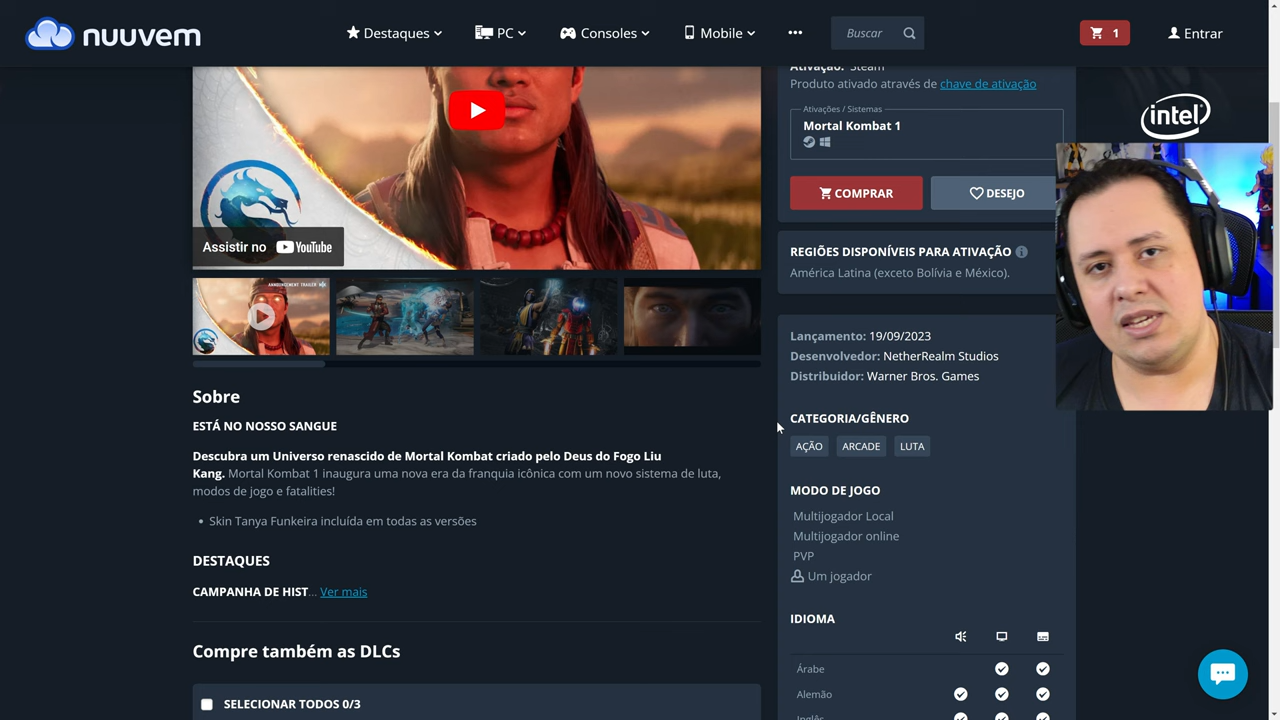 nuuvem
Destaques
PC
Consoles
Mobile
Buscar
1
Entrar
Assistir no YouTube
ANNOUNCEMENT TRAILER
Sobre
ESTÁ NO NOSSO SANGUE
Descubra um Universo renascido de Mortal Kombat criado pelo Deus do Fogo Liu
Kang. Mortal Kombat 1 inaugura uma nova era da franquia icônica com um novo sistema de luta,
modos de jogo e fatalities!
• Skin Tanya Funkeira incluída em todas as versões
DESTAQUES
CAMPANHA DE HIST... Ver mais
Compre também as DLCs
SELECIONAR TODOS 0/3
Ativação: Steam
Produto ativado através de chave de ativação
Ativações / Sistemas
Mortal Kombat 1
COMPRAR
DESEJO
REGIÕES DISPONÍVEIS PARA ATIVAÇÃO
América Latina (exceto Bolívia e México).
Lançamento: 19/09/2023
Desenvolvedor: NetherRealm Studios
Distribuidor: Warner Bros. Games
CATEGORIA/GÊNERO
AÇÃO
ARCADE
LUTA
MODO DE JOGO
Multijogador Local
Multijogador online
PVP
Um jogador
IDIOMA
Árabe
Alemão
Inglês
intel